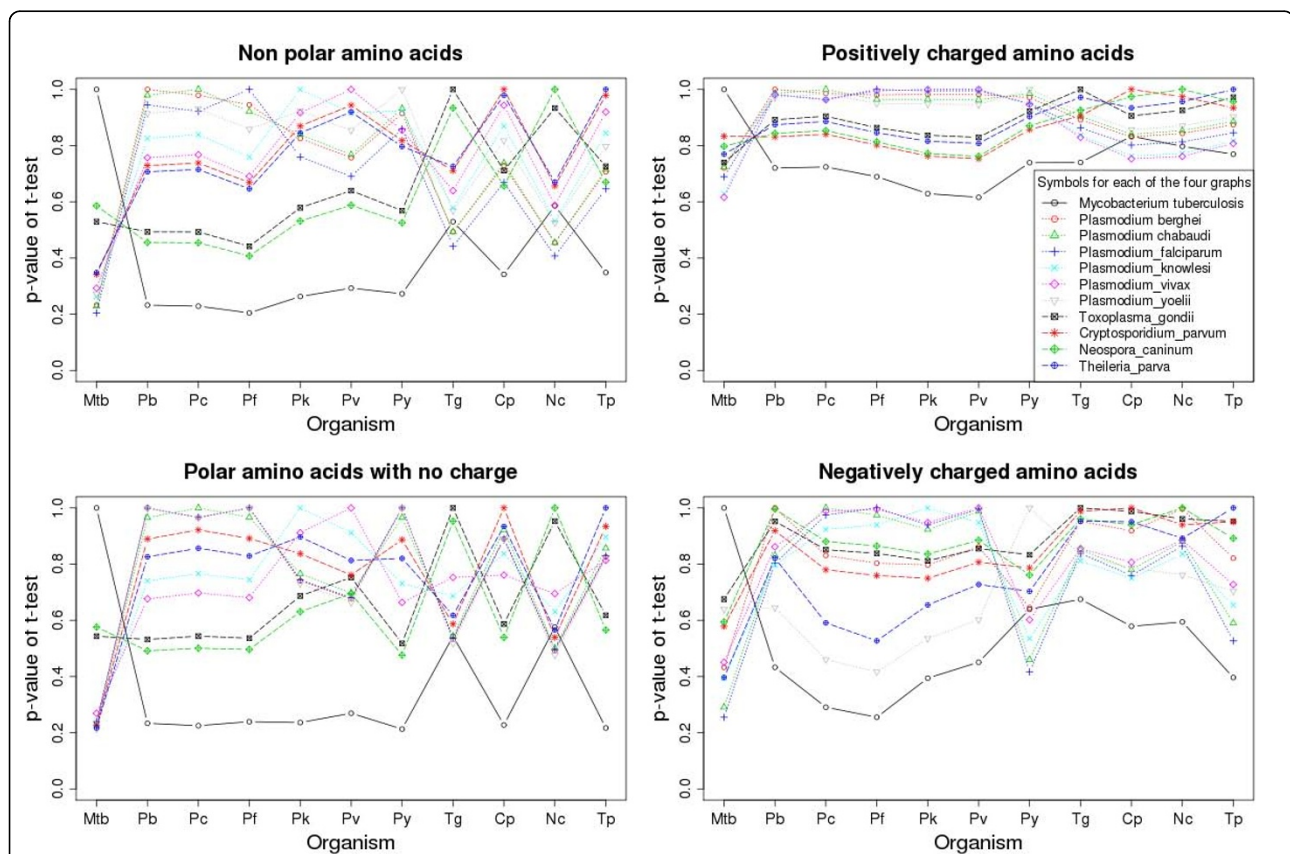 Non polar amino acids
p-value of t-test
1.0
0.8
0.6
0.4
0.2
0.0
Mtb Pb Pc Pf Pk Pv Py Tg Cp Nc Tp
Organism
Positively charged amino acids
p-value of t-test
1.0
0.8
0.6
0.4
0.2
0.0
Symbols for each of the four graphs
Mycobacterium tuberculosis
Plasmodium berghei
Plasmodium chabaudi
Plasmodium_falciparum
Plasmodium_knowlesi
Plasmodium_vivax
Plasmodium_yoelii
Toxoplasma_gondii
Cryptosporidium_parvum
Neospora_caninum
Theileria_parva
Mtb Pb Pc Pf Pk Pv Py Tg Cp Nc Tp
Organism
Polar amino acids with no charge
p-value of t-test
1.0
0.8
0.6
0.4
0.2
0.0
Mtb Pb Pc Pf Pk Pv Py Tg Cp Nc Tp
Organism
Negatively charged amino acids
p-value of t-test
1.0
0.8
0.6
0.4
0.2
0.0
Mtb Pb Pc Pf Pk Pv Py Tg Cp Nc Tp
Organism